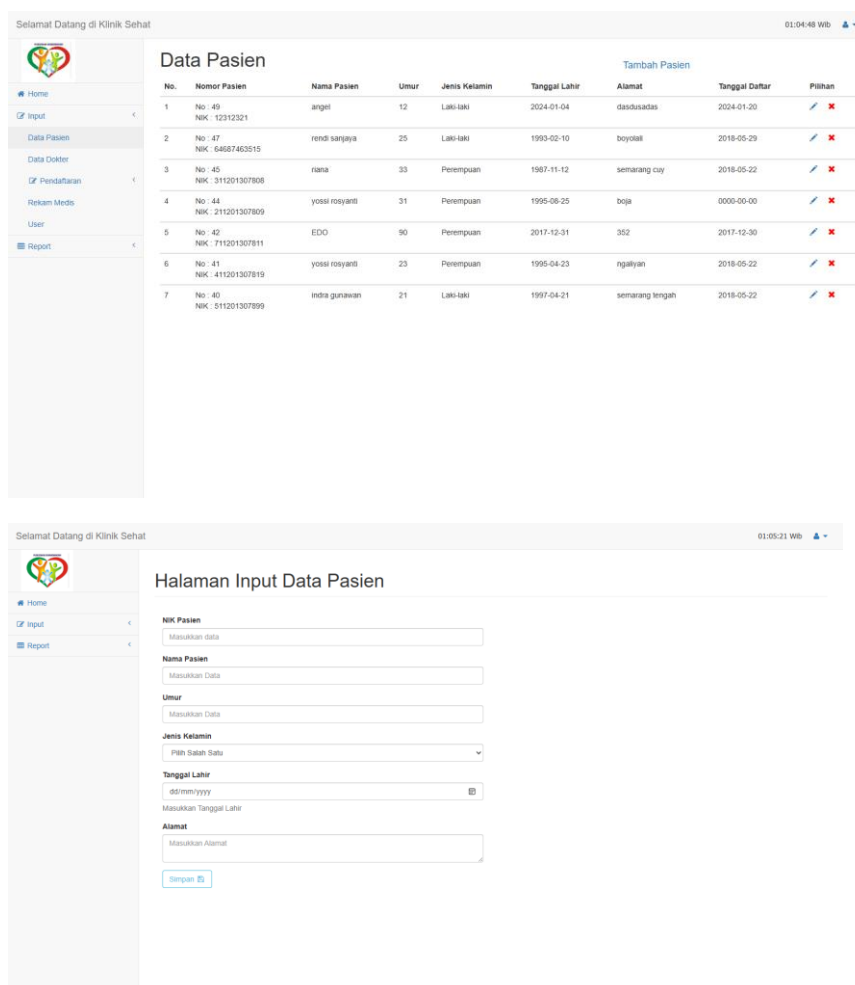 Selamat Datang di Klinik Sehat 01:04:48 Wib
Data Pasien Tambah Pasien
Home
Input
Data Pasien
Data Dokter
Pendaftaran
Rekam Medis
User
Report
No. Nomor Pasien Nama Pasien Umur Jenis Kelamin Tanggal Lahir Alamat Tanggal Daftar Pilihan
1 No : 49 angel 12 Laki-laki 2024-01-04 dasdusadas 2024-01-20
NIK : 12312321
2 No : 47 rendi sanjaya 25 Laki-laki 1993-02-10 boyolali 2018-05-29
NIK : 64687463515
3 No : 45 riana 33 Perempuan 1987-11-12 semarang cuy 2018-05-22
NIK : 311201307808
4 No : 44 yossi rosyanti 31 Perempuan 1995-08-25 boja 0000-00-00
NIK : 211201307809
5 No : 42 EDO 90 Perempuan 2017-12-31 352 2017-12-30
NIK : 711201307811
6 No : 41 yossi rosyanti 23 Perempuan 1995-04-23 ngaliyan 2018-05-22
NIK : 411201307819
7 No : 40 indra gunawan 21 Laki-laki 1997-04-21 semarang tengah 2018-05-22
NIK : 511201307899
Selamat Datang di Klinik Sehat 01:05:21 Wib
Home
Input
Report
Halaman Input Data Pasien
NIK Pasien
Masukkan data
Nama Pasien
Masukkan Data
Umur
Masukkan Data
Jenis Kelamin
Pilih Salah Satu
Tanggal Lahir
dd/mm/yyyy
Masukkan Tanggal Lahir
Alamat
Masukkan Alamat
Simpan